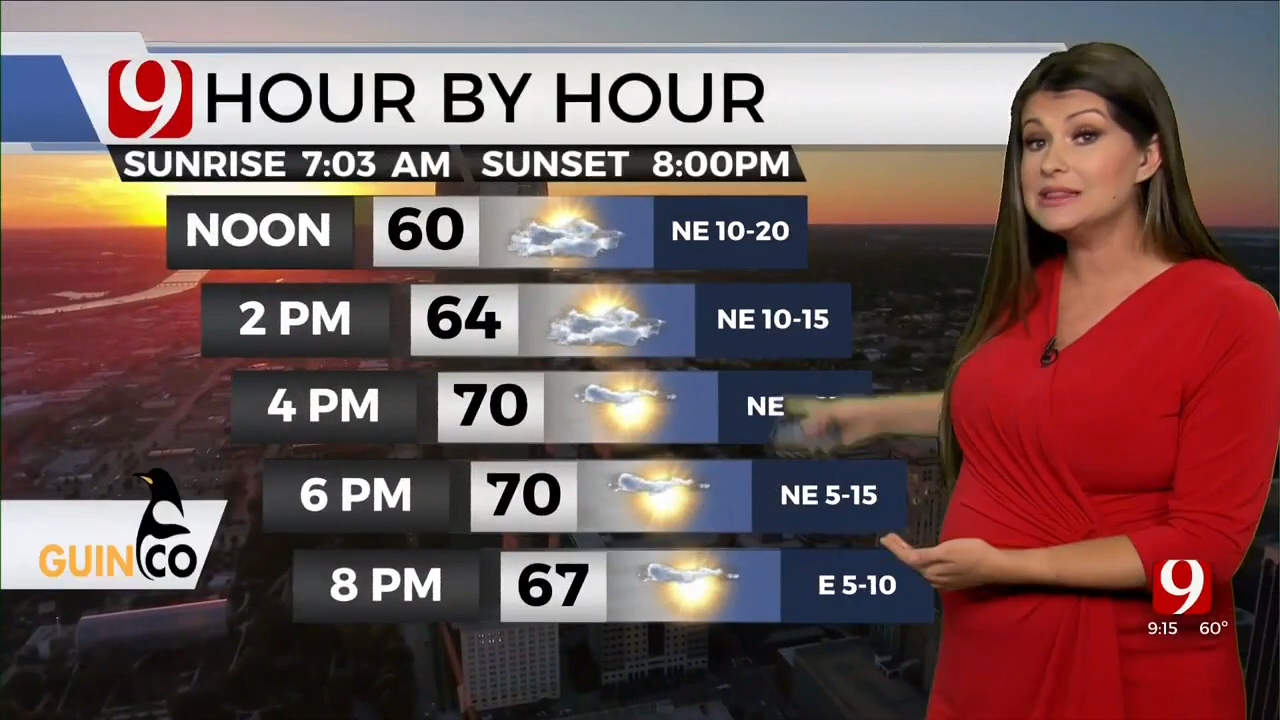 9 HOUR BY HOUR
SUNRISE 7:03 AM SUNSET 8:00PM
NOON 60 NE 10-20
2 PM 64 NE 10-15
4 PM 70 NE
6 PM 70 NE 5-15
8 PM 67 E 5-10
GUINCO
9
9:15 60°